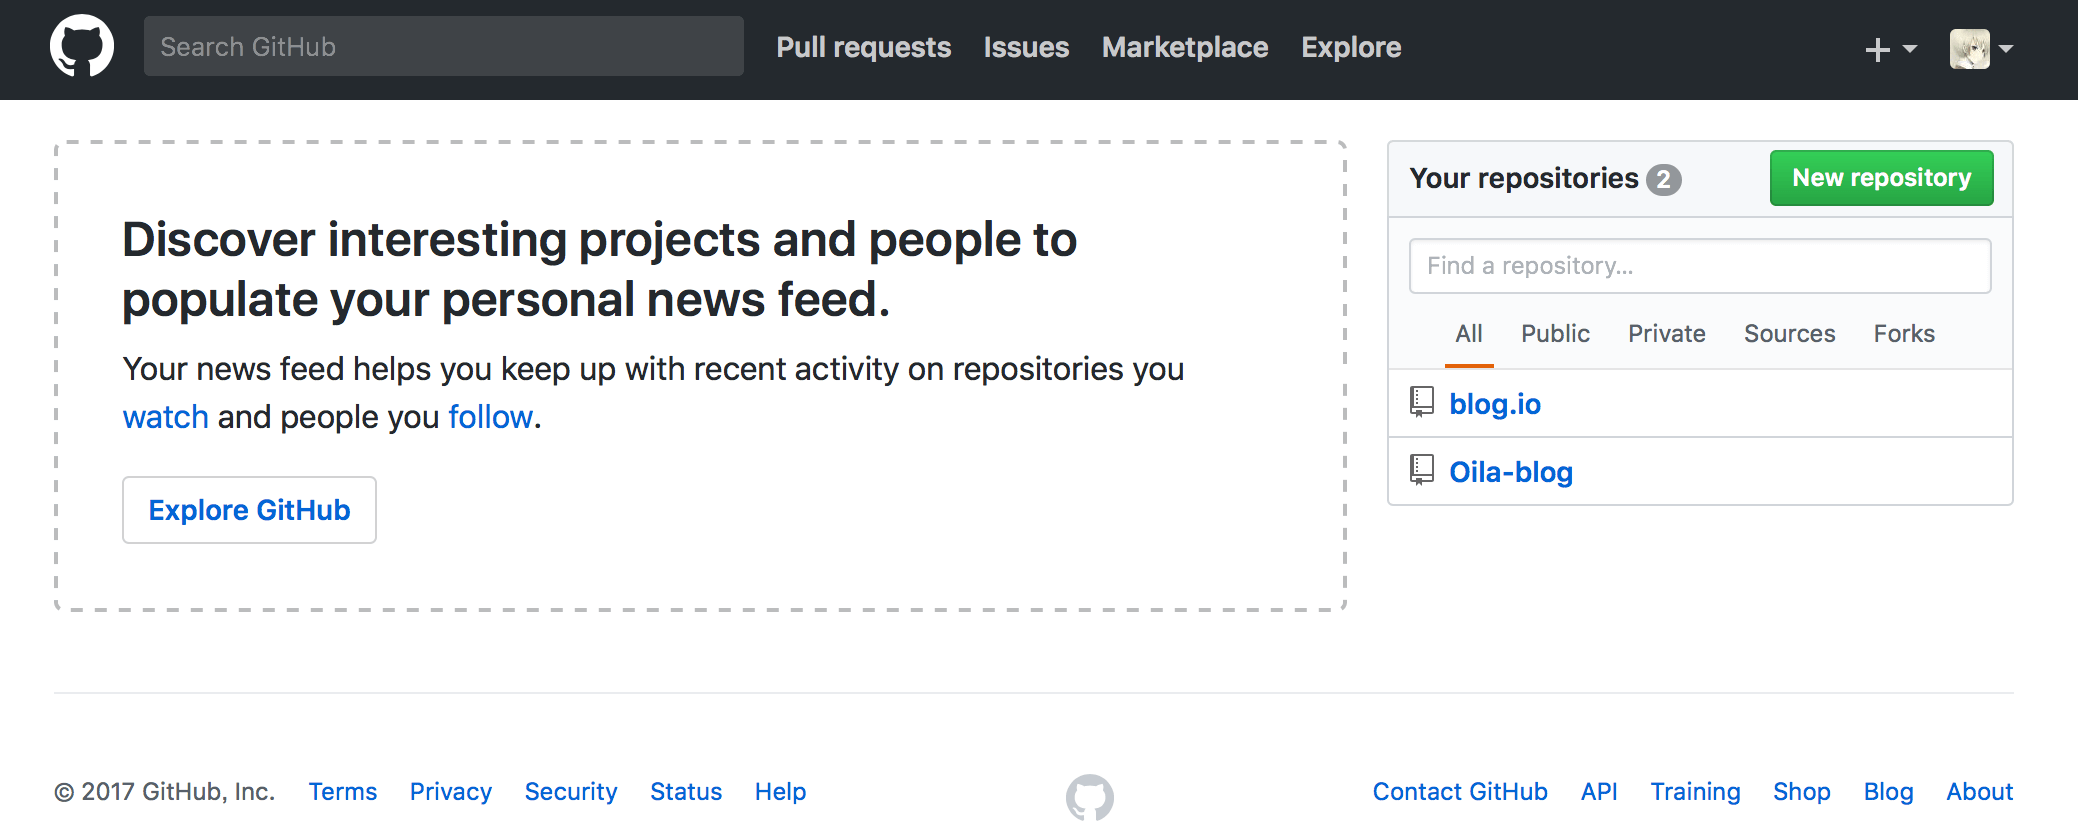 Search GitHub
Pull requests
Issues
Marketplace
Explore
Discover interesting projects and people to
populate your personal news feed.
Your news feed helps you keep up with recent activity on repositories you
watch and people you follow.
Explore GitHub
Your repositories 2
New repository
Find a repository...
All
Public
Private
Sources
Forks
blog.io
Oila-blog
© 2017 GitHub, Inc.
Terms
Privacy
Security
Status
Help
Contact GitHub
API
Training
Shop
Blog
About